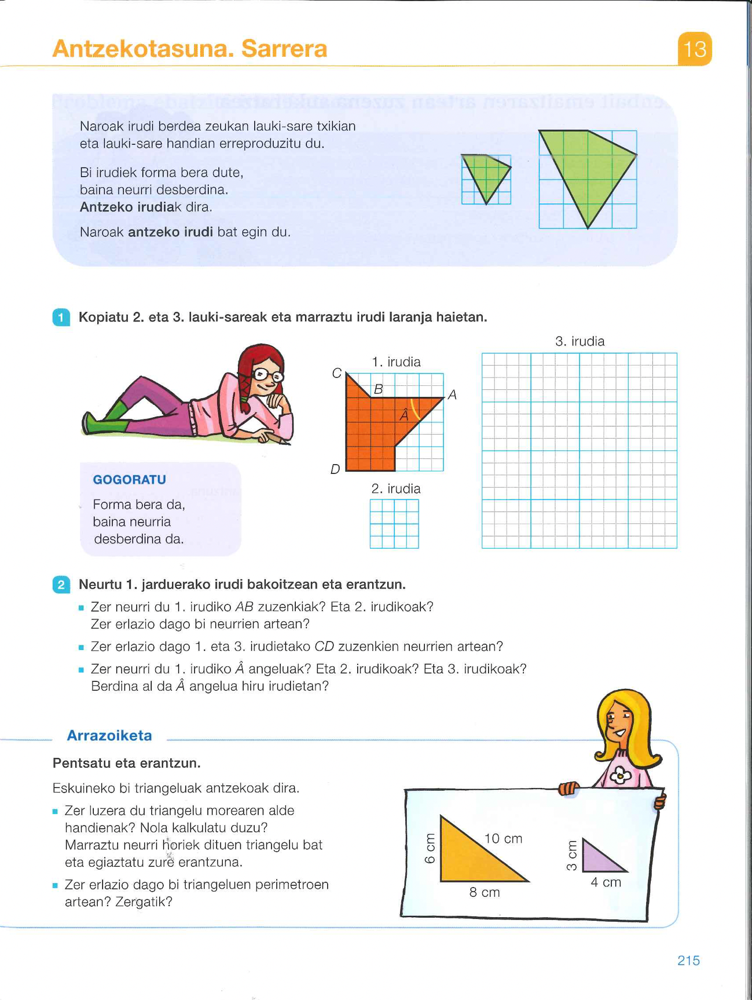 Antzekotasuna. Sarrera
13
Naroak irudi berdea zeukan lauki-sare txikian
eta lauki-sare handian erreproduzitu du.
Bi irudiek forma bera dute,
baina neurri desberdina.
Antzeko irudiak dira.
Naroak antzeko irudi bat egin du.
1 Kopiatu 2. eta 3. lauki-sareak eta marraztu irudi laranja haietan.
3. irudia
1. irudia
C
B
A
Â
D
2. irudia
GOGORATU
Forma bera da,
baina neurria
desberdina da.
2 Neurtu 1. jarduerako irudi bakoitzean eta erantzun.
Zer neurri du 1. irudiko AB zuzenkiak? Eta 2. irudikoak?
Zer erlazio dago bi neurrien artean?
Zer erlazio dago 1. eta 3. irudietako CD zuzenkien neurrien artean?
Zer neurri du 1. irudiko Â angeluak? Eta 2. irudikoak? Eta 3. irudikoak?
Berdina al da Â angelua hiru irudietan?
Arrazoiketa
Pentsatu eta erantzun.
Eskuineko bi triangeluak antzekoak dira.
Zer luzera du triangelu morearen alde
handienak? Nola kalkulatu duzu?
Marraztu neurri horiek dituen triangelu bat
eta egiaztatu zure erantzuna.
Zer erlazio dago bi triangeluen perimetroen
artean? Zergatik?
6 cm
10 cm
8 cm
3 cm
4 cm
215